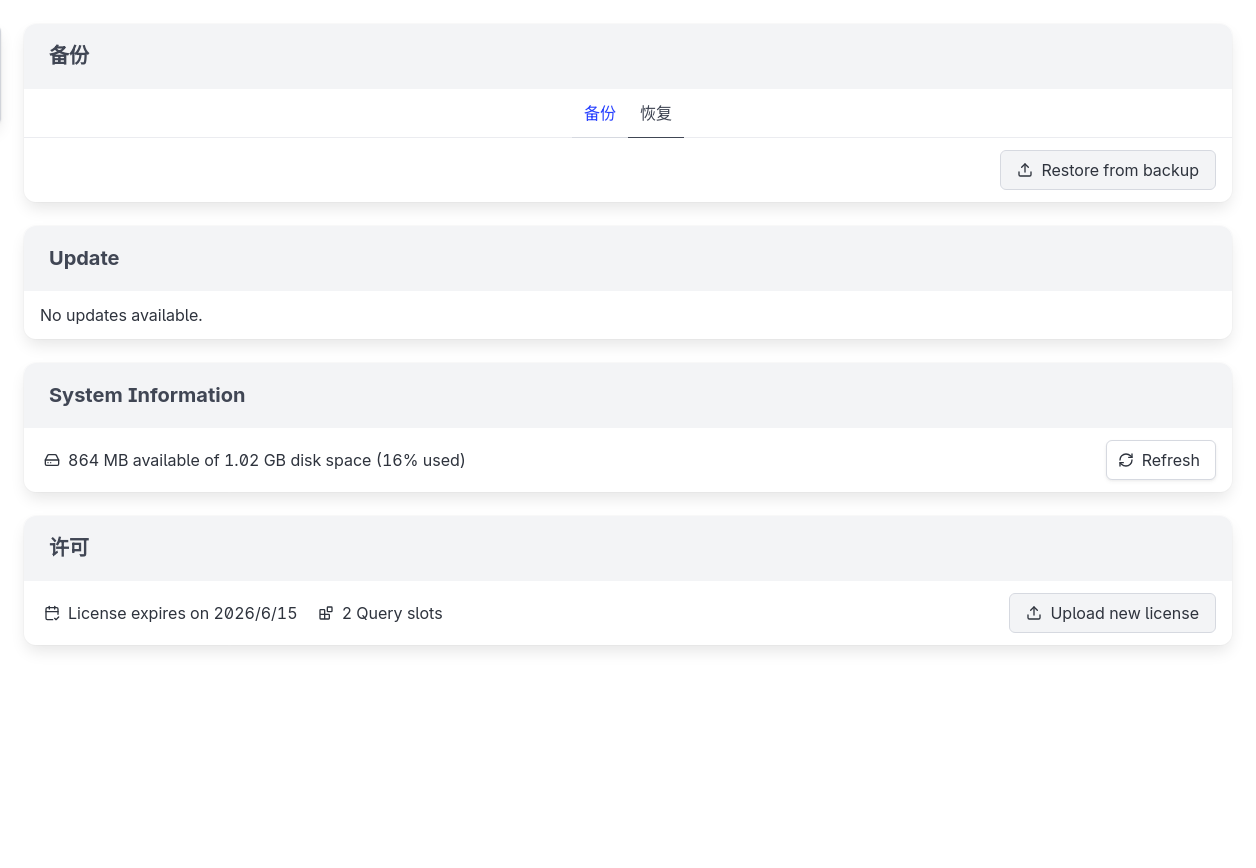 备份
备份 恢复
Restore from backup
Update
No updates available.
System Information
864 MB available of 1.02 GB disk space (16% used) Refresh
许可
License expires on 2026/6/15 2 Query slots Upload new license